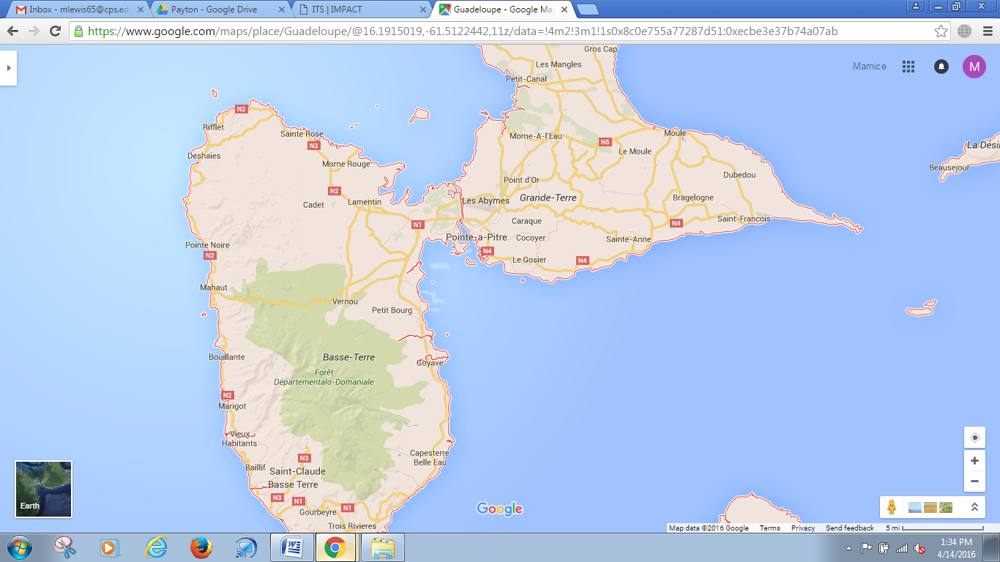 Inbox - mlewis65@cps.ed
Payton - Google Drive
ITS | IMPACT
Guadeloupe - Google Ma
https://www.google.com/maps/place/Guadeloupe/@16.1915019,-61.5122442,11z/data=!4m2!3m1!1s0x8c0e755a77287d51:0xecbe3e37b74a07ab
Marnice
M
Gros Cap
Les Mangles
Petit-Canal
N2
Rifflet
Sainte Rose
N2
Morne-A-l'Eau
N5
Moule
Le Moule
La Dési
Deshaies
Morne Rouge
Beausejour
Point d'Or
Dubedou
N2
Cadet
Lamentin
Les Abymes
Grande-Terre
Bragelogne
N1
Caraque
N4
Saint-Francois
Pointe-a-Pitre
Cocoyer
Sainte-Anne
Pointe Noire
N2
N4
Le Gosier
N4
Mahaut
Vernou
Petit Bourg
Bouillante
Basse-Terre
Goyave
Forêt
Départementalo-Domaniale
N2
Marigot
Vieux
Habitants
Baillif
N3
Saint-Claude
Basse Terre
Capesterre
Belle Eau
N3
N1
N1
Gourbeyre
Trois Rivieres
Earth
Google
Map data ©2016 Google
Terms
Privacy
Send feedback
5 mi
1:34 PM
4/14/2016